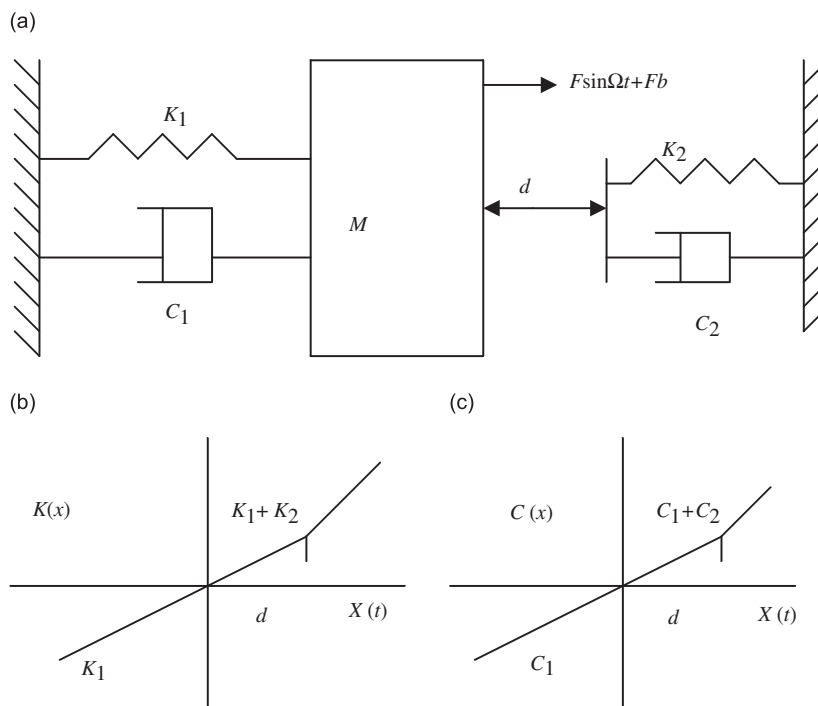 (a)
FsinΩt+Fb
K1
K2
d
M
C1
C2
(b)
(c)
K(x)
K1+ K2
C (x)
C1+C2
d
X (t)
d
X (t)
K1
C1